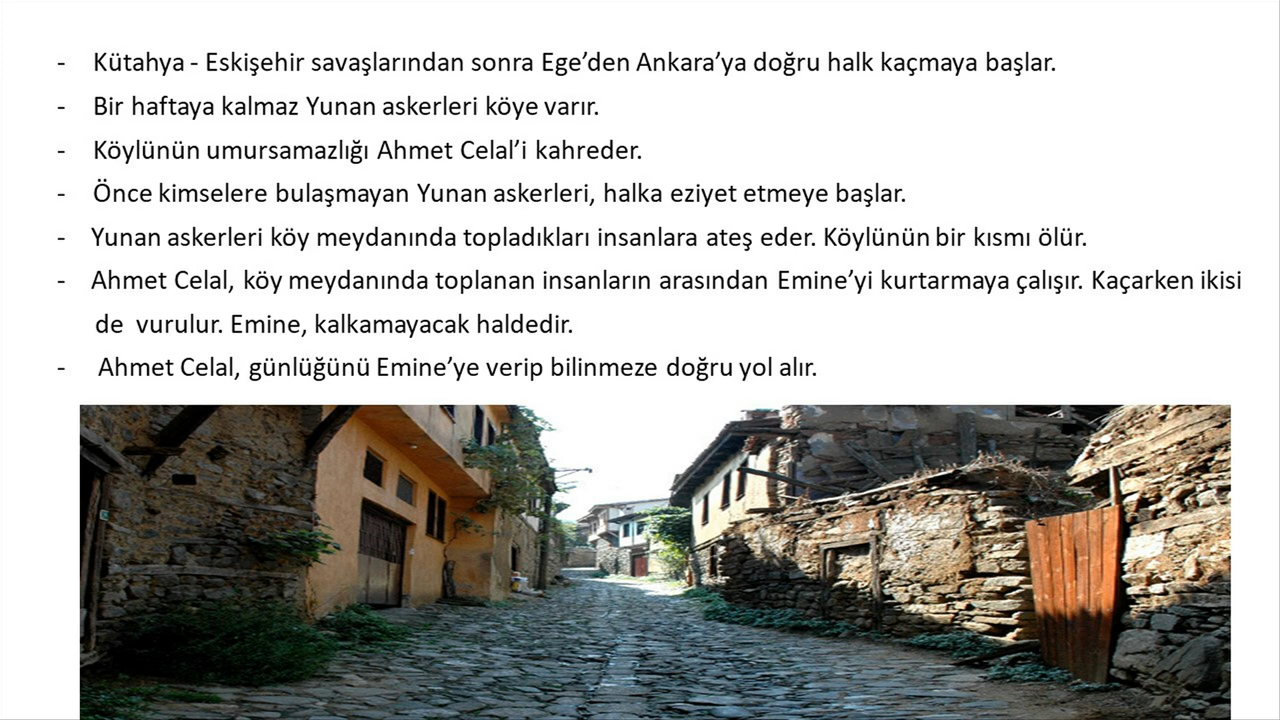 - Kütahya - Eskişehir savaşlarından sonra Ege’den Ankara’ya doğru halk kaçmaya başlar.
- Bir haftaya kalmaz Yunan askerleri köye varır.
- Köylünün umursamazlığı Ahmet Celal’i kahreder.
- Önce kimselere bulaşmayan Yunan askerleri, halka eziyet etmeye başlar.
- Yunan askerleri köy meydanında topladıkları insanlara ateş eder. Köylünün bir kısmı ölür.
- Ahmet Celal, köy meydanında toplanan insanların arasından Emine’yi kurtarmaya çalışır. Kaçarken ikisi
de vurulur. Emine, kalkamayacak haldedir.
- Ahmet Celal, günlüğünü Emine’ye verip bilinmeze doğru yol alır.